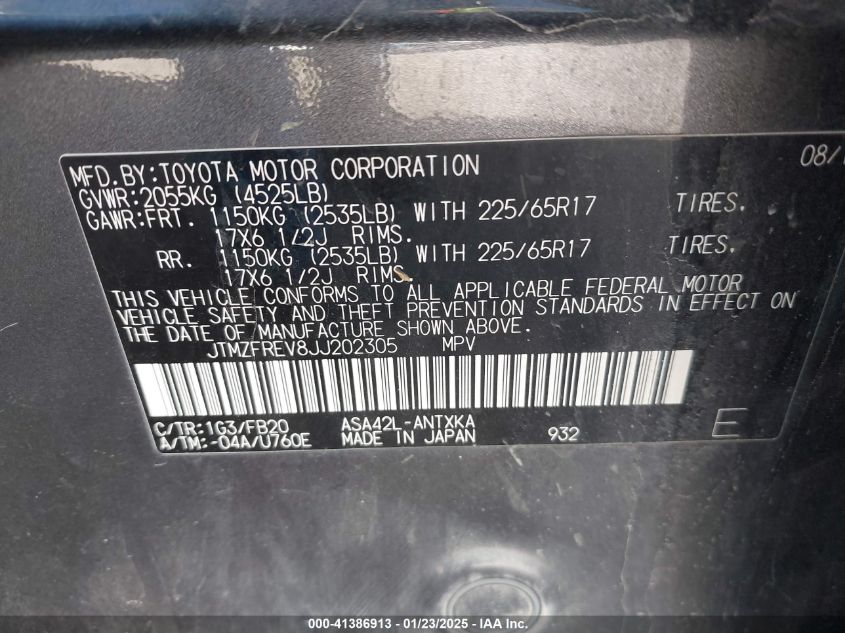 MFD.BY:TOYOTA MOTOR CORPORATION 08/
GVWR:2055KG (4525LB)
GAWR:FRT. 1150KG (2535LB) WITH 225/65R17 TIRES.
17X6 1/2J RIMS.
RR. 1150KG (2535LB) WITH 225/65R17 TIRES.
17X6 1/2J RIMS.
THIS VEHICLE CONFORMS TO ALL APPLICABLE FEDERAL MOTOR
VEHICLE SAFETY AND THEFT PREVENTION STANDARDS IN EFFECT ON
THE DATE OF MANUFACTURE SHOWN ABOVE.
JTMZFREV8JJ202305 MPV
C/TR:1G3/FB20 ASA42L-ANTXKA
A/TM:-04A/U760E MADE IN JAPAN 932 E
000-41386913 - 01/23/2025 - © IAA, Inc.